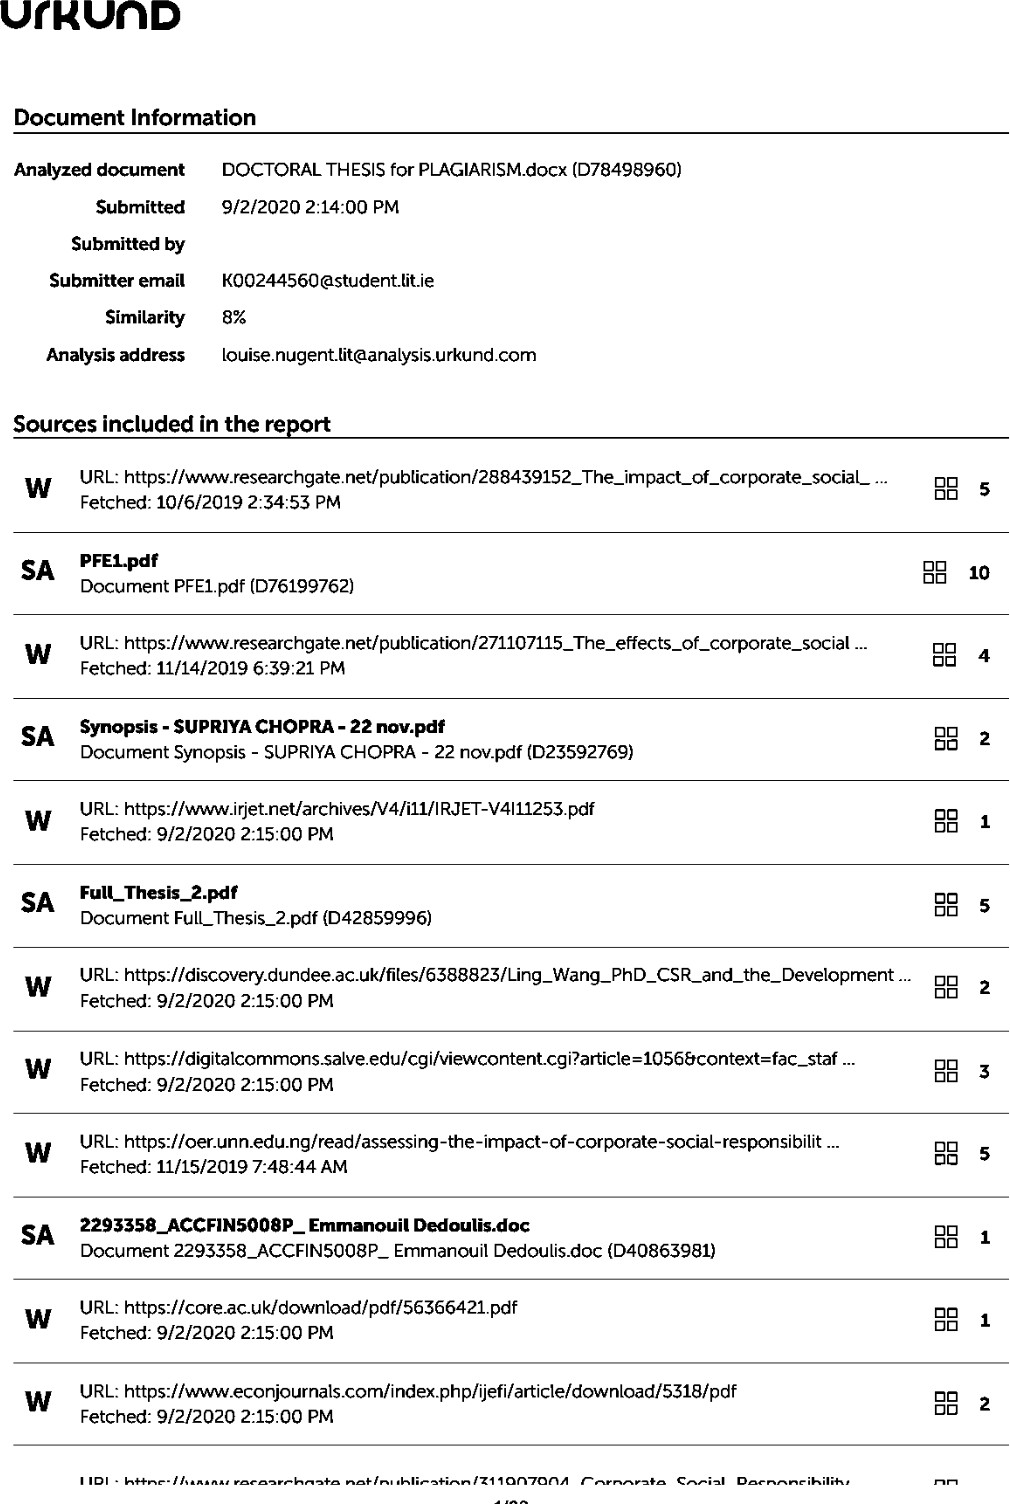 URKUND
Document Information
Analyzed document DOCTORAL THESIS for PLAGIARISM.docx (D78498960)
Submitted 9/2/2020 2:14:00 PM
Submitted by
Submitter email K00244560@student.lit.ie
Similarity 8%
Analysis address louise.nugent.lit@analysis.urkund.com
Sources included in the report
W URL: https://www.researchgate.net/publication/288439152_The_impact_of_corporate_social_ ... 5
Fetched: 10/6/2019 2:34:53 PM
SA PFE1.pdf 10
Document PFE1.pdf (D76199762)
W URL: https://www.researchgate.net/publication/271107115_The_effects_of_corporate_social ... 4
Fetched: 11/14/2019 6:39:21 PM
SA Synopsis - SUPRIYA CHOPRA - 22 nov.pdf 2
Document Synopsis - SUPRIYA CHOPRA - 22 nov.pdf (D23592769)
W URL: https://www.irjet.net/archives/V4/i11/IRJET-V4I11253.pdf 1
Fetched: 9/2/2020 2:15:00 PM
SA Full_Thesis_2.pdf 5
Document Full_Thesis_2.pdf (D42859996)
W URL: https://discovery.dundee.ac.uk/files/6388823/Ling_Wang_PhD_CSR_and_the_Development ... 2
Fetched: 9/2/2020 2:15:00 PM
W URL: https://digitalcommons.salve.edu/cgi/viewcontent.cgi?article=1056&context=fac_staf ... 3
Fetched: 9/2/2020 2:15:00 PM
W URL: https://oer.unn.edu.ng/read/assessing-the-impact-of-corporate-social-responsibilit ... 5
Fetched: 11/15/2019 7:48:44 AM
SA 2293358_ACCFIN5008P_ Emmanouil Dedoulis.doc 1
Document 2293358_ACCFIN5008P_ Emmanouil Dedoulis.doc (D40863981)
W URL: https://core.ac.uk/download/pdf/56366421.pdf 1
Fetched: 9/2/2020 2:15:00 PM
W URL: https://www.econjournals.com/index.php/ijefi/article/download/5318/pdf 2
Fetched: 9/2/2020 2:15:00 PM
URL: https://www.researchgate.net/publication/311907904_Corporate_Social_Responsibility